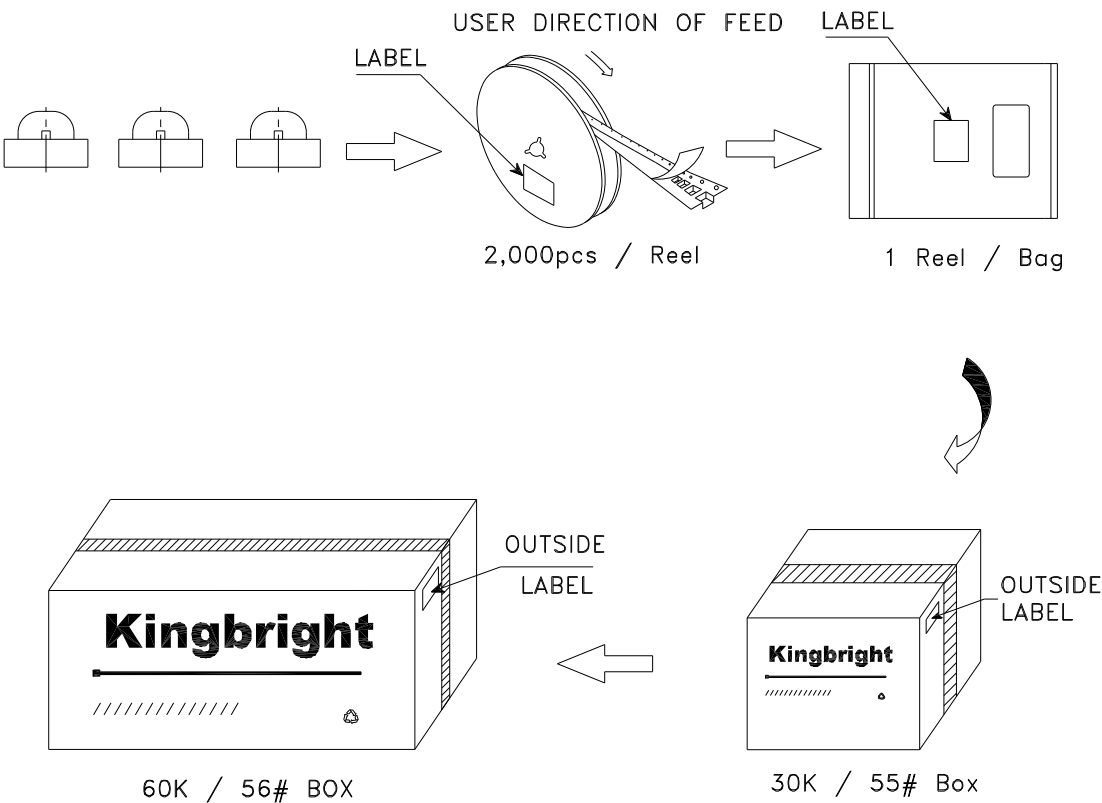 USER DIRECTION OF FEED
LABEL
LABEL
2,000pcs / Reel
1 Reel / Bag
OUTSIDE
LABEL
OUTSIDE
LABEL
Kingbright
Kingbright
60K / 56# BOX
30K / 55# Box